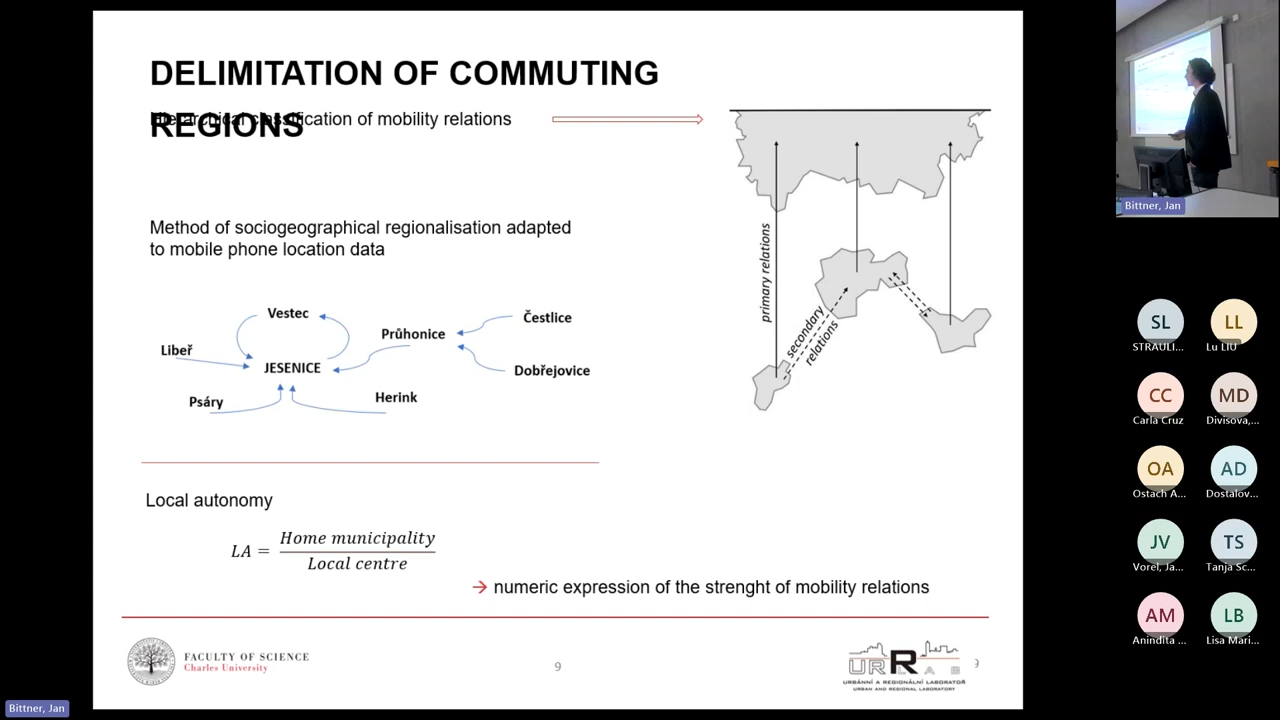 DELIMITATION OF COMMUTING
REGIONS
Hierarchical classification of mobility relations
Method of sociogeographical regionalisation adapted
to mobile phone location data
Vestec
Čestlice
Průhonice
Libeř
JESENICE
Dobřejovice
Psáry
Herink
primary relations
secondary
relations
Local autonomy
LA = Home municipality
Local centre
→ numeric expression of the strenght of mobility relations
FACULTY OF SCIENCE
Charles University
9
URRLAB
URBÁNNÍ A REGIONÁLNÍ LABORATOŘ
URBAN AND REGIONAL LABORATORY
9
Bittner, Jan
SL
STRAULI...
LL
Lu LIU
CC
Carla Cruz
MD
Divisova,...
OA
Ostach A...
AD
Dostalov...
JV
Vorel, Ja...
TS
Tanja Sc...
AM
Anindita ...
LB
Lisa Mari...
Bittner, Jan